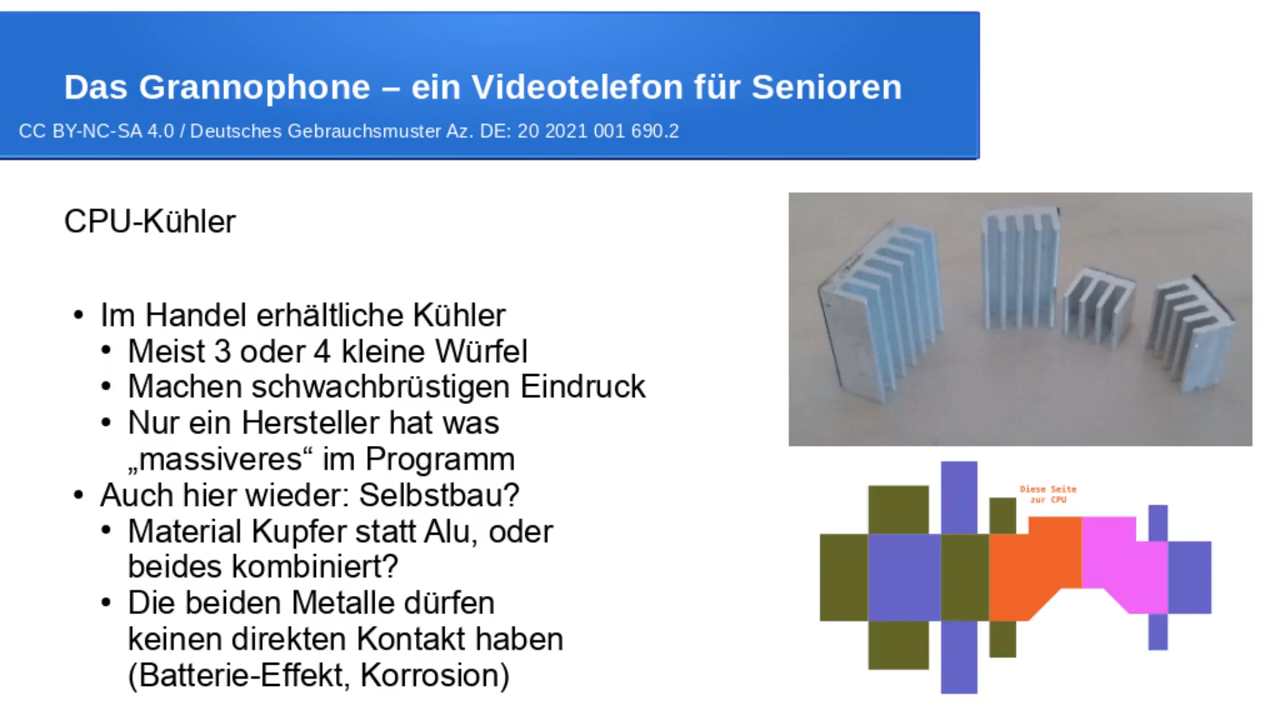 Das Grannophone – ein Videotelefon für Senioren
CC BY-NC-SA 4.0 / Deutsches Gebrauchsmuster Az. DE: 20 2021 001 690.2
CPU-Kühler
• Im Handel erhältliche Kühler
• Meist 3 oder 4 kleine Würfel
• Machen schwachbrüstigen Eindruck
• Nur ein Hersteller hat was
„massiveres“ im Programm
• Auch hier wieder: Selbstbau?
• Material Kupfer statt Alu, oder
beides kombiniert?
• Die beiden Metalle dürfen
keinen direkten Kontakt haben
(Batterie-Effekt, Korrosion)
Diese Seite
zur CPU